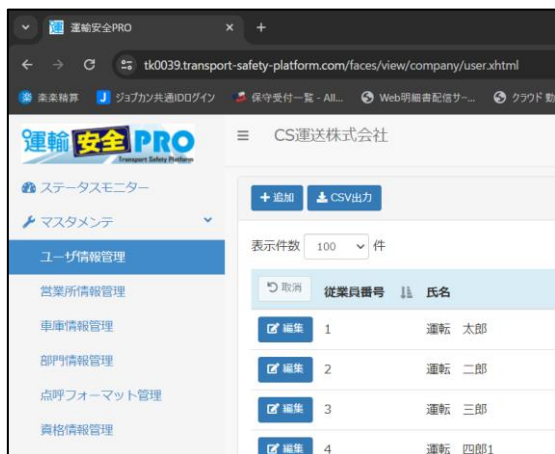 運輸安全PRO
tk0039.transport-safety-platform.com/faces/view/company/user.xhtml
楽楽精算 ジョブカン共通IDログイン 保守受付一覧 - All... Web明細書配信サ-... クラウド勤
運輸安全PRO
Transport Safety Platform
CS運送株式会社
ステータスモニター
マスタメンテ
ユーザ情報管理
営業所情報管理
車庫情報管理
部門情報管理
点呼フォーマット管理
資格情報管理
追加 CSV出力
表示件数 100 件
取消 従業員番号 氏名
編集 1 運転 太郎
編集 2 運転 二郎
編集 3 運転 三郎
編集 4 運転 四郎1